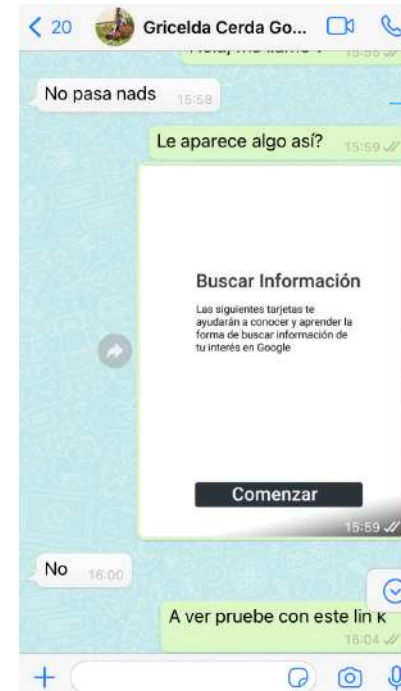 20 Gricelda Cerda Go...
15:58
No pasa nads 15:58
Le aparece algo así? 15:59
Buscar Información
Las siguientes tarjetas te
ayudarán a conocer y aprender la
forma de buscar información de
tu interés en Google
Comenzar
15:59
No 16:00
A ver pruebe con este lin k
16:04